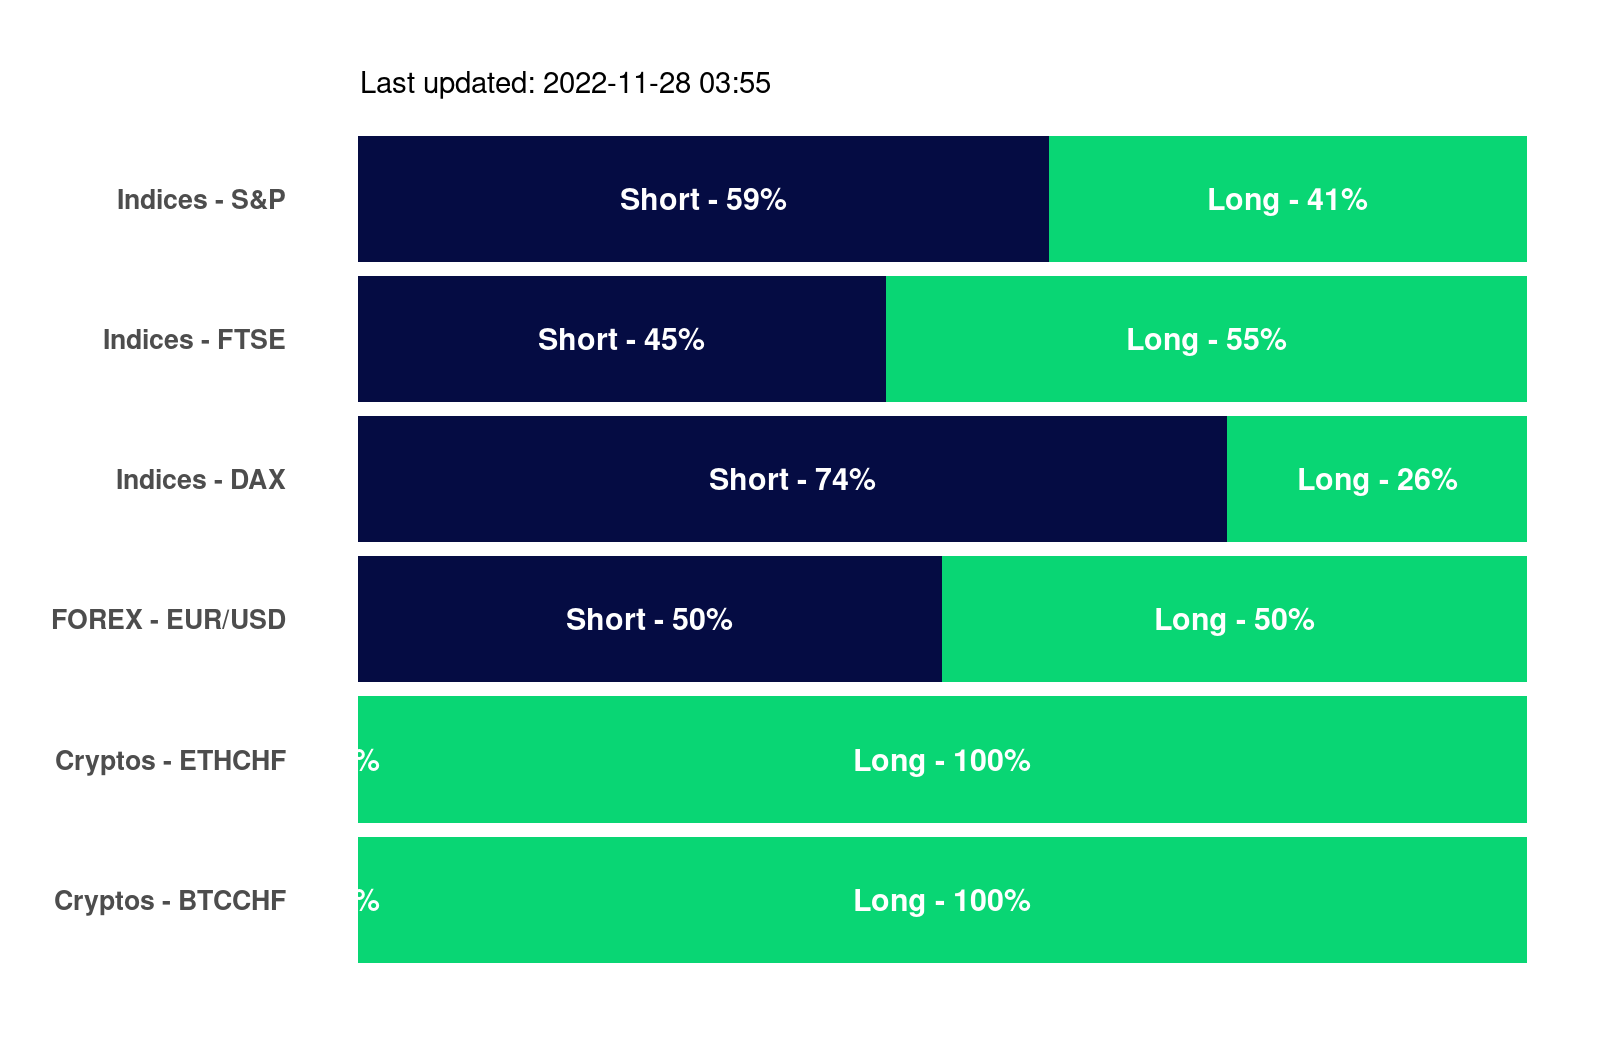 Last updated: 2022-11-28 03:55
Indices - S&P Short - 59% Long - 41%
Indices - FTSE Short - 45% Long - 55%
Indices - DAX Short - 74% Long - 26%
FOREX - EUR/USD Short - 50% Long - 50%
Cryptos - ETHCHF % Long - 100%
Cryptos - BTCCHF % Long - 100%